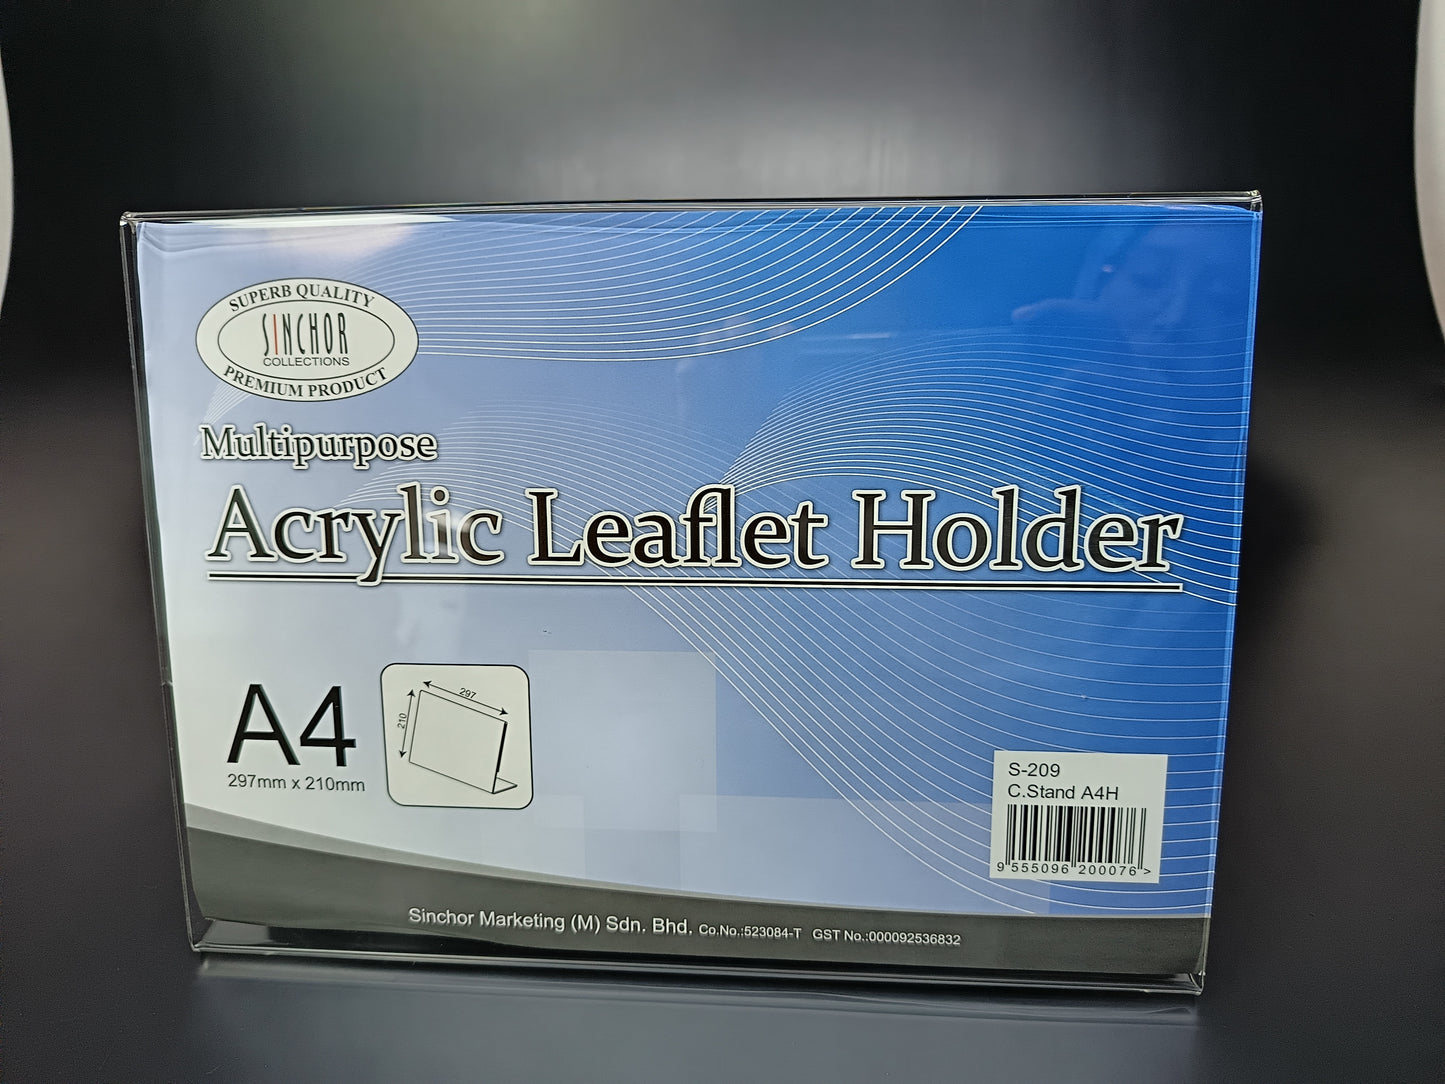 SUPERB QUALITY
SINCHOR
COLLECTIONS
PREMIUM PRODUCT
Multipurpose
Acrylic Leaflet Holder
A4
297mm x 210mm
297
210
S-209
C.Stand A4H
9 555096 200076 >
Sinchor Marketing (M) Sdn. Bhd. Co.No.:523084-T GST No.:000092536832